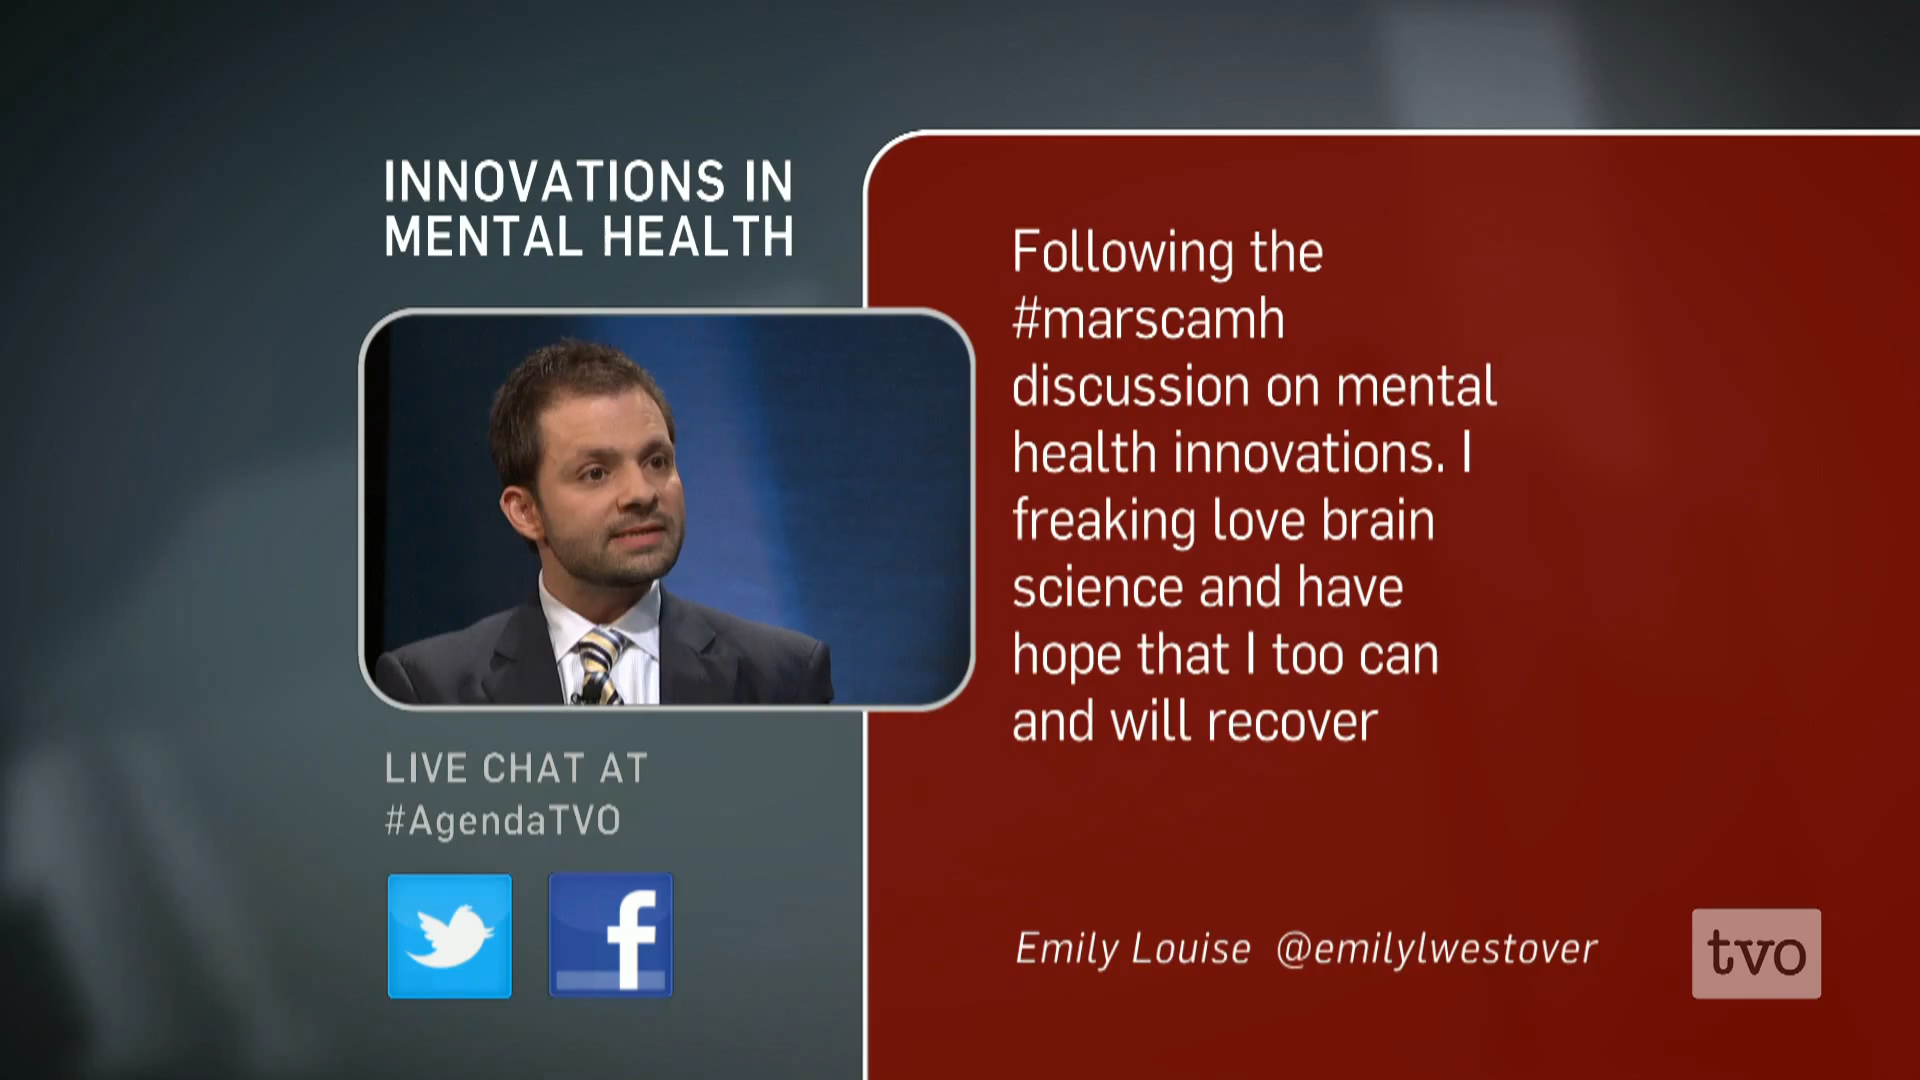 INNOVATIONS IN
MENTAL HEALTH
LIVE CHAT AT
#AgendaTVO
Following the
#marscamh
discussion on mental
health innovations. I
freaking love brain
science and have
hope that I too can
and will recover
Emily Louise @emilylwestover
tvo